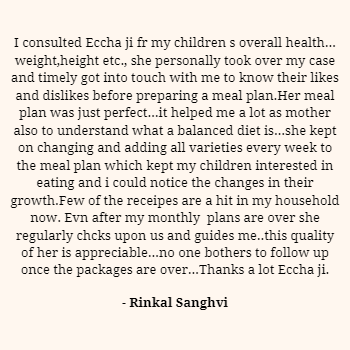 I consulted Eccha ji fr my children s overall health...
weight,height etc., she personally took over my case
and timely got into touch with me to know their likes
and dislikes before preparing a meal plan.Her meal
plan was just perfect...it helped me a lot as mother
also to understand what a balanced diet is...she kept
on changing and adding all varieties every week to
the meal plan which kept my children interested in
eating and i could notice the changes in their
growth.Few of the receipes are a hit in my household
now. Evn after my monthly  plans are over she
regularly chcks upon us and guides me..this quality
of her is appreciable...no one bothers to follow up
once the packages are over...Thanks a lot Eccha ji.
- Rinkal Sanghvi